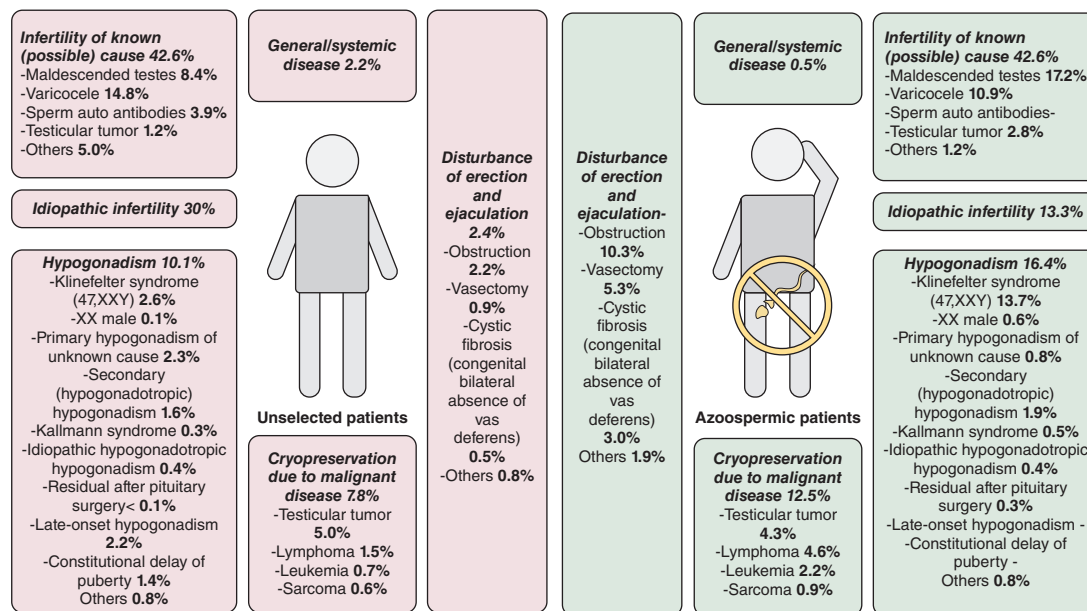 Infertility of known
(possible) cause 42.6%
-Maldescended testes 8.4%
-Varicocele 14.8%
-Sperm auto antibodies 3.9%
-Testicular tumor 1.2%
-Others 5.0%
Idiopathic infertility 30%
Hypogonadism 10.1%
-Klinefelter syndrome
(47,XXY) 2.6%
-XX male 0.1%
-Primary hypogonadism of
unknown cause 2.3%
-Secondary
(hypogonadotropic)
hypogonadism 1.6%
-Kallmann syndrome 0.3%
-Idiopathic hypogonadotropic
hypogonadism 0.4%
-Residual after pituitary
surgery< 0.1%
-Late-onset hypogonadism
2.2%
-Constitutional delay of
puberty 1.4%
Others 0.8%
General/systemic
disease 2.2%
Unselected patients
Cryopreservation
due to malignant
disease 7.8%
-Testicular tumor
5.0%
-Lymphoma 1.5%
-Leukemia 0.7%
-Sarcoma 0.6%
Disturbance
of erection
and
ejaculation
2.4%
-Obstruction
2.2%
-Vasectomy
0.9%
-Cystic
fibrosis
(congenital
bilateral
absence of
vas
deferens)
0.5%
-Others 0.8%
Disturbance
of erection
and
ejaculation-
-Obstruction
10.3%
-Vasectomy
5.3%
-Cystic
fibrosis
(congenital
bilateral
absence of
vas
deferens)
3.0%
Others 1.9%
General/systemic
disease 0.5%
Azoospermic patients
Cryopreservation
due to malignant
disease 12.5%
-Testicular tumor
4.3%
-Lymphoma 4.6%
-Leukemia 2.2%
-Sarcoma 0.9%
Infertility of known
(possible) cause 42.6%
-Maldescended testes 17.2%
-Varicocele 10.9%
-Sperm auto antibodies-
-Testicular tumor 2.8%
-Others 1.2%
Idiopathic infertility 13.3%
Hypogonadism 16.4%
-Klinefelter syndrome
(47,XXY) 13.7%
-XX male 0.6%
-Primary hypogonadism of
unknown cause 0.8%
-Secondary
(hypogonadotropic)
hypogonadism 1.9%
-Kallmann syndrome 0.5%
-Idiopathic hypogonadotropic
hypogonadism 0.4%
-Residual after pituitary
surgery 0.3%
-Late-onset hypogonadism -
-Constitutional delay of
puberty -
Others 0.8%